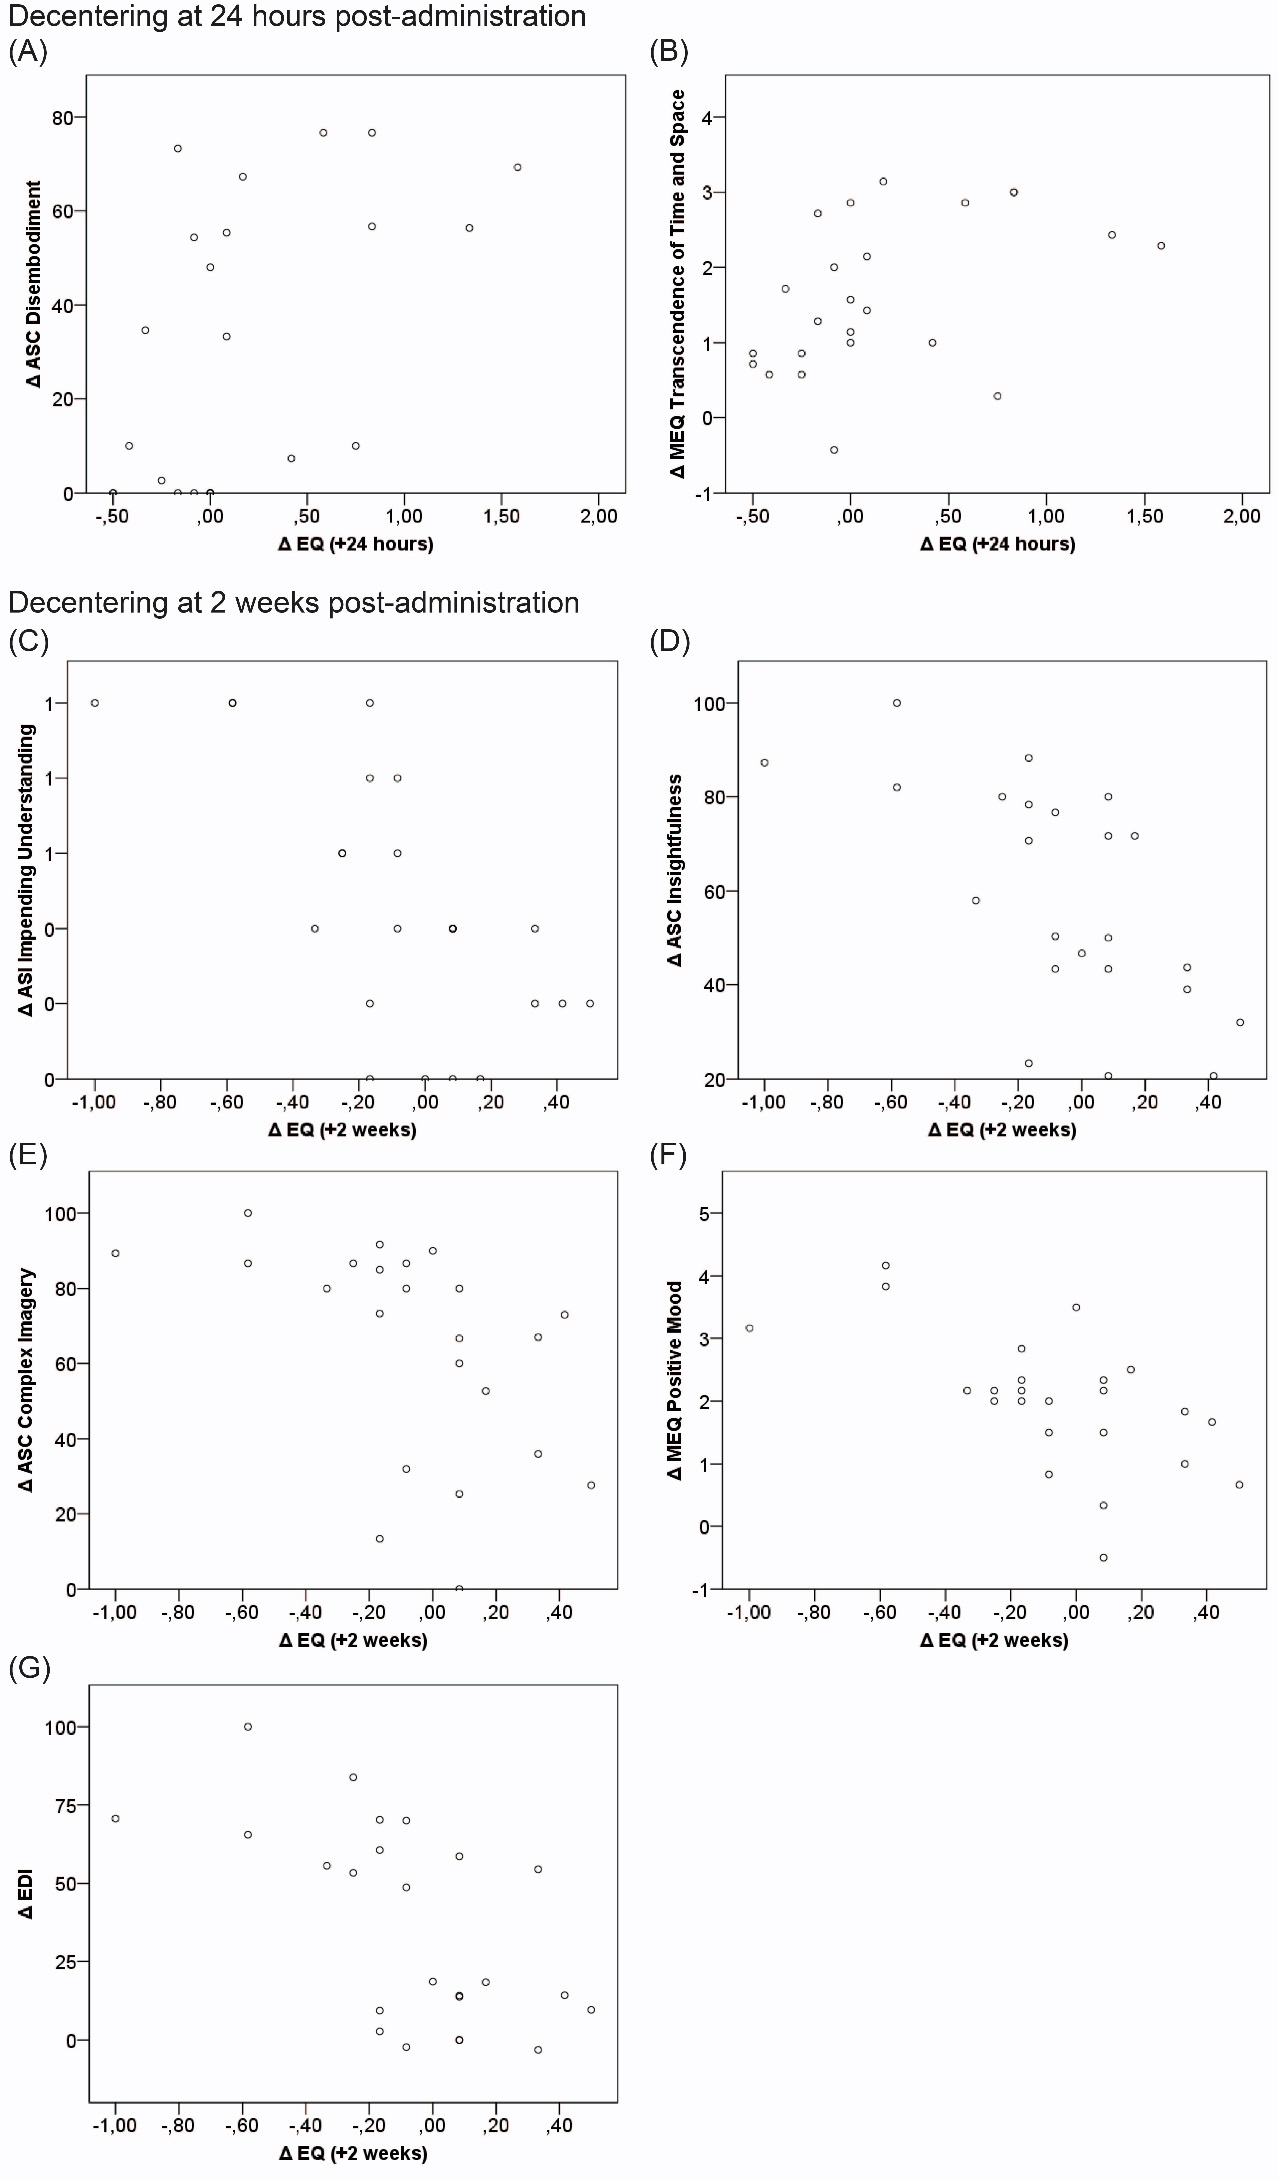 Decentering at 24 hours post-administration
(A)
(B)
Δ ASC Disembodiment
80
60
40
20
0
-,50 ,00 ,50 1,00 1,50 2,00
Δ EQ (+24 hours)
Δ MEQ Transcendence of Time and Space
4
3
2
1
0
-1
-,50 ,00 ,50 1,00 1,50 2,00
Δ EQ (+24 hours)
Decentering at 2 weeks post-administration
(C)
(D)
Δ ASI Impending Understanding
1
1
1
0
0
0
-1,00 -,80 -,60 -,40 -,20 ,00 ,20 ,40
Δ EQ (+2 weeks)
Δ ASC Insightfulness
100
80
60
40
20
-1,00 -,80 -,60 -,40 -,20 ,00 ,20 ,40
Δ EQ (+2 weeks)
(E)
(F)
Δ ASC Complex Imagery
100
80
60
40
20
0
-1,00 -,80 -,60 -,40 -,20 ,00 ,20 ,40
Δ EQ (+2 weeks)
Δ MEQ Positive Mood
5
4
3
2
1
0
-1
-1,00 -,80 -,60 -,40 -,20 ,00 ,20 ,40
Δ EQ (+2 weeks)
(G)
Δ EDI
100
75
50
25
0
-1,00 -,80 -,60 -,40 -,20 ,00 ,20 ,40
Δ EQ (+2 weeks)